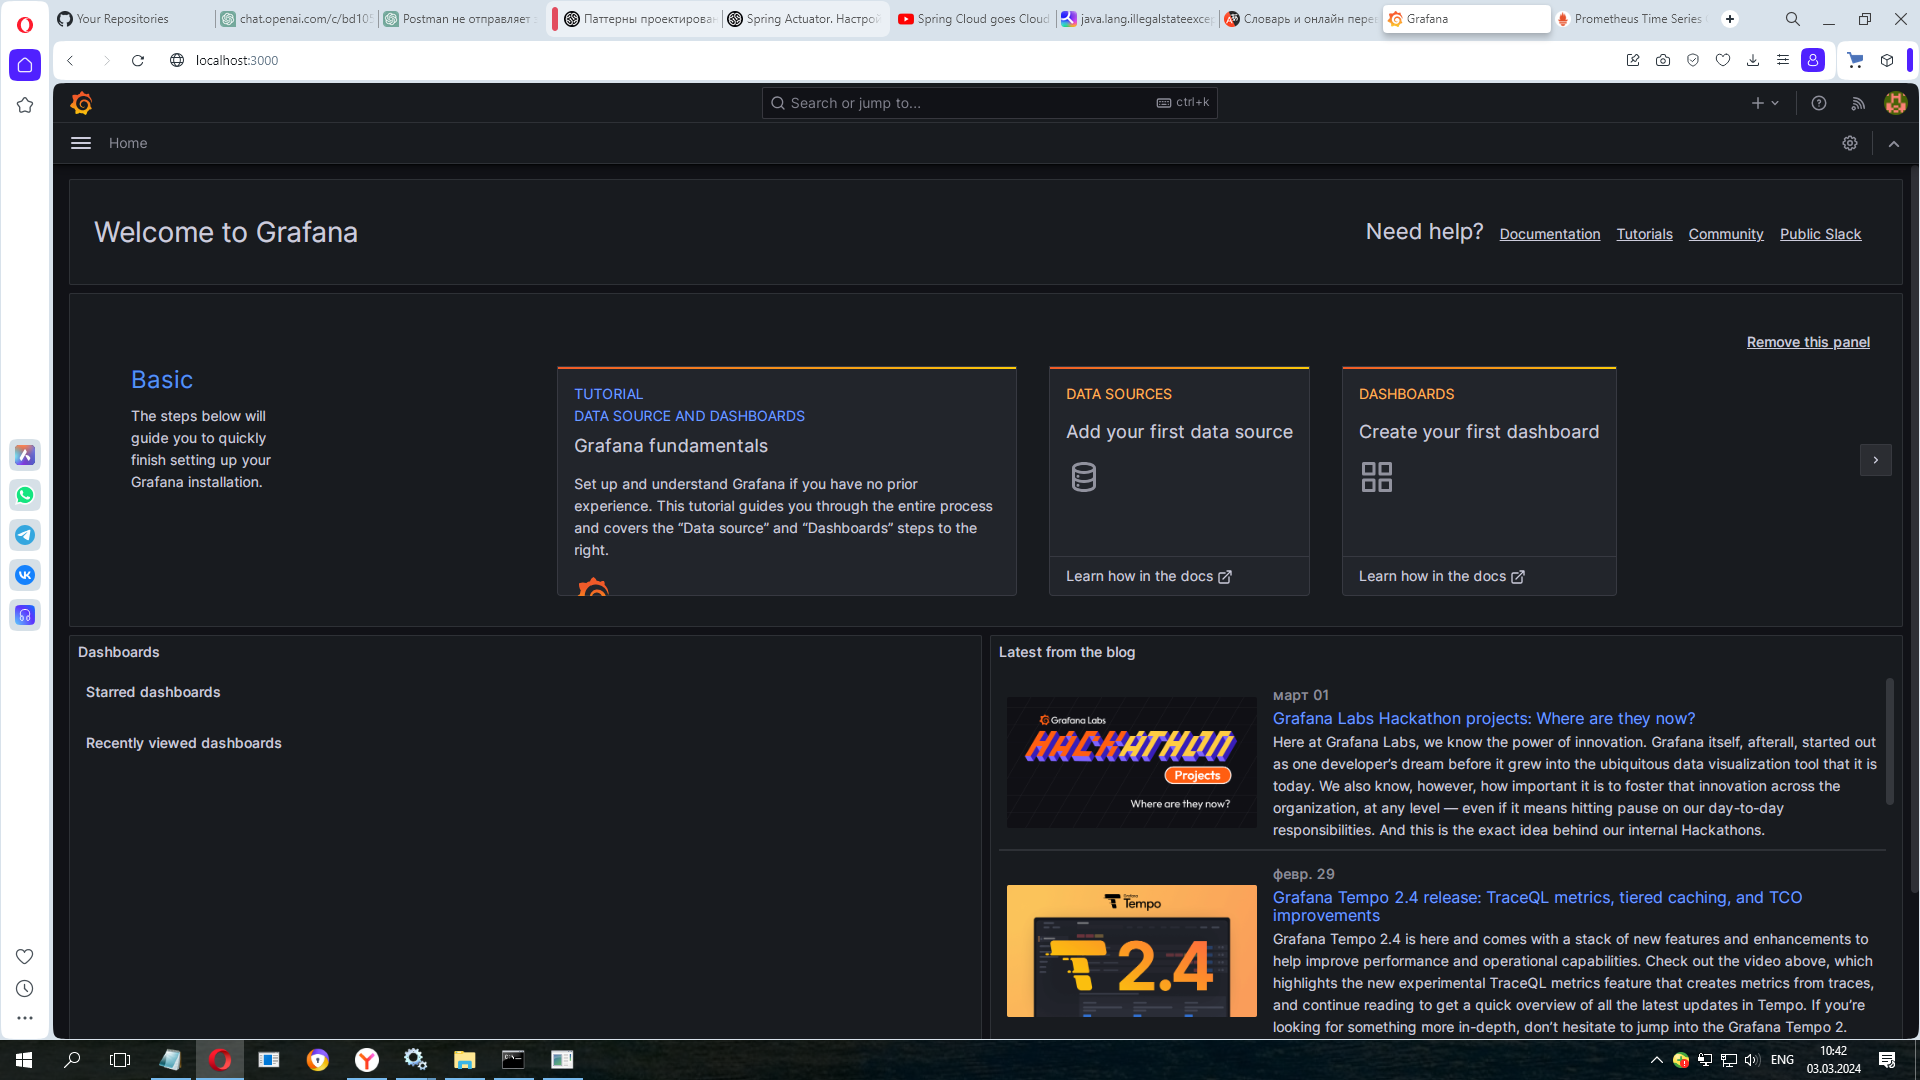 Your Repositories
chat.openai.com/c/bd105
Postman не отправляет з
Паттерны проектирован
Spring Actuator. Настрой
Spring Cloud goes Cloud
java.lang.illegalstateexcep
Словарь и онлайн перев
Grafana
Prometheus Time Series
localhost:3000
Search or jump to...
ctrl+k
Home
Welcome to Grafana
Need help?
Documentation
Tutorials
Community
Public Slack
Remove this panel
Basic
The steps below will
guide you to quickly
finish setting up your
Grafana installation.
TUTORIAL
DATA SOURCE AND DASHBOARDS
Grafana fundamentals
Set up and understand Grafana if you have no prior
experience. This tutorial guides you through the entire process
and covers the “Data source” and “Dashboards” steps to the
right.
DATA SOURCES
Add your first data source
Learn how in the docs
DASHBOARDS
Create your first dashboard
Learn how in the docs
Dashboards
Starred dashboards
Recently viewed dashboards
Latest from the blog
Grafana Labs
HACKATHON
Projects
Where are they now?
март 01
Grafana Labs Hackathon projects: Where are they now?
Here at Grafana Labs, we know the power of innovation. Grafana itself, afterall, started out
as one developer’s dream before it grew into the ubiquitous data visualization tool that it is
today. We also know, however, how important it is to foster that innovation across the
organization, at any level — even if it means hitting pause on our day-to-day
responsibilities. And this is the exact idea behind our internal Hackathons.
Grafana
Tempo
2.4
февр. 29
Grafana Tempo 2.4 release: TraceQL metrics, tiered caching, and TCO
improvements
Grafana Tempo 2.4 is here and comes with a stack of new features and enhancements to
help improve performance and operational capabilities. Check out the video above, which
highlights the new experimental TraceQL metrics feature that creates metrics from traces,
and continue reading to get a quick overview of all the latest updates in Tempo. If you’re
looking for something more in-depth, don’t hesitate to jump into the Grafana Tempo 2.
ENG
10:42
03.03.2024